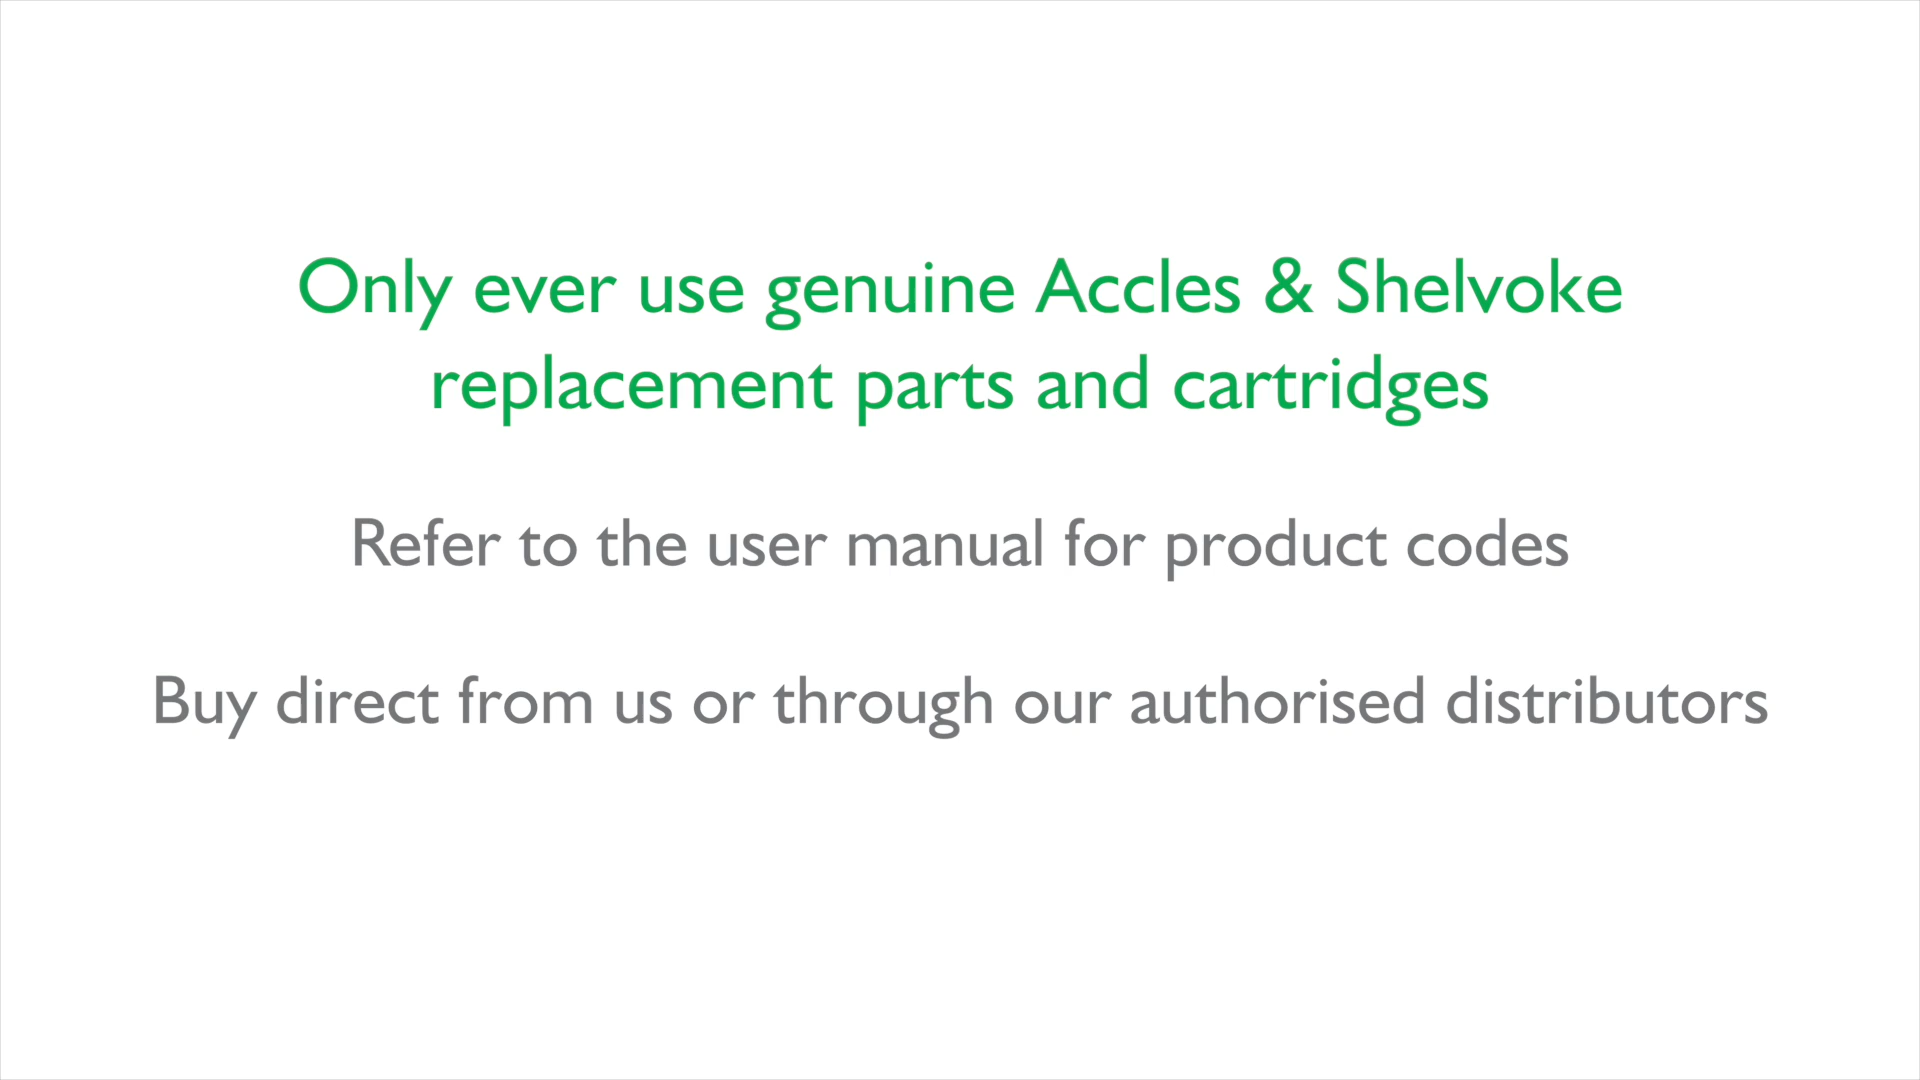 Only ever use genuine Accles & Shelvoke
replacement parts and cartridges
Refer to the user manual for product codes
Buy direct from us or through our authorised distributors